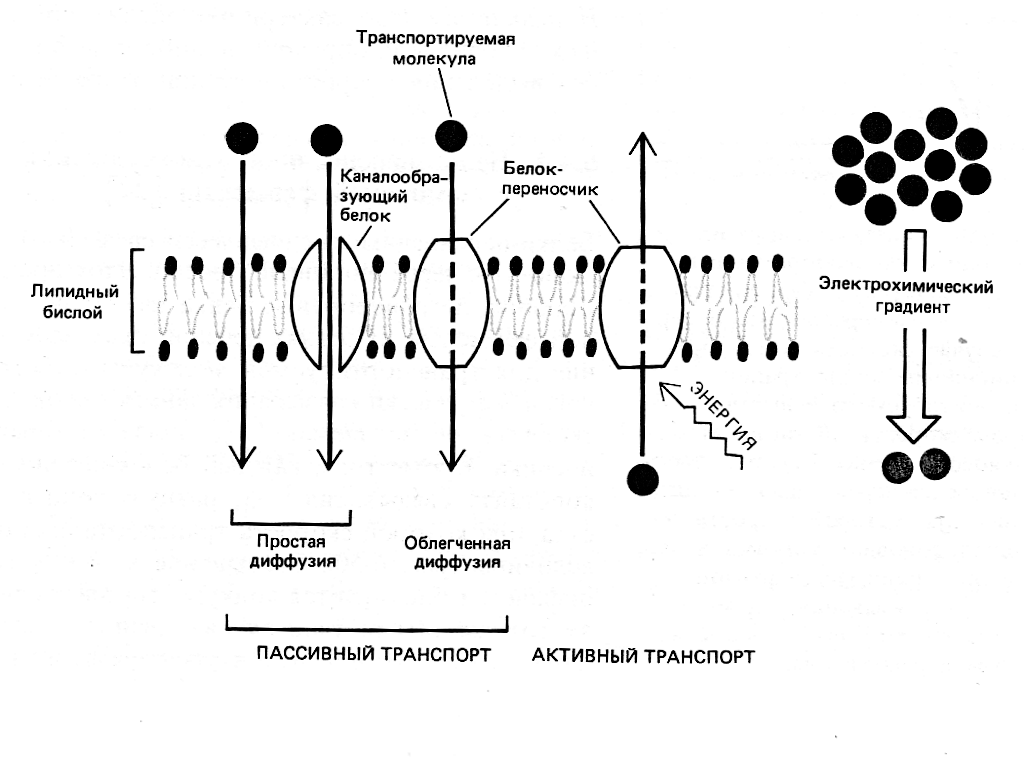 Транспортируемая
молекула
Каналообра-
зующий
белок
Белок-
переносчик
Липидный
бислой
Электрохимический
градиент
ЭНЕРГИЯ
Простая
диффузия
Облегченная
диффузия
ПАССИВНЫЙ ТРАНСПОРТ
АКТИВНЫЙ ТРАНСПОРТ